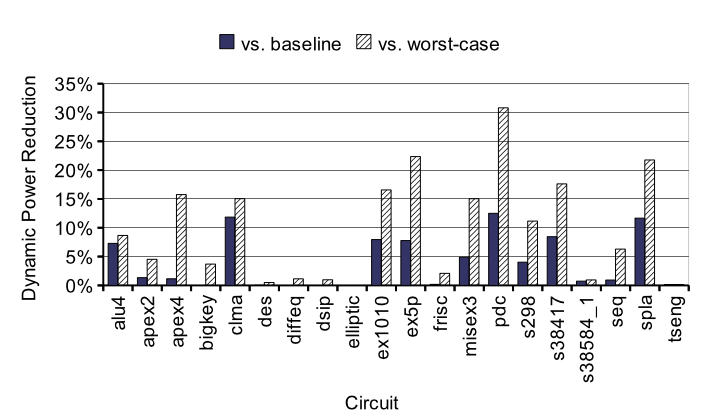 vs. baseline vs. worst-case
Dynamic Power Reduction
35%
30%
25%
20%
15%
10%
5%
0%
alu4
apex2
apex4
bigkey
clma
des
diffeq
dsip
elliptic
ex1010
ex5p
frisc
misex3
pdc
s298
s38417
s38584_1
seq
spla
tseng
Circuit